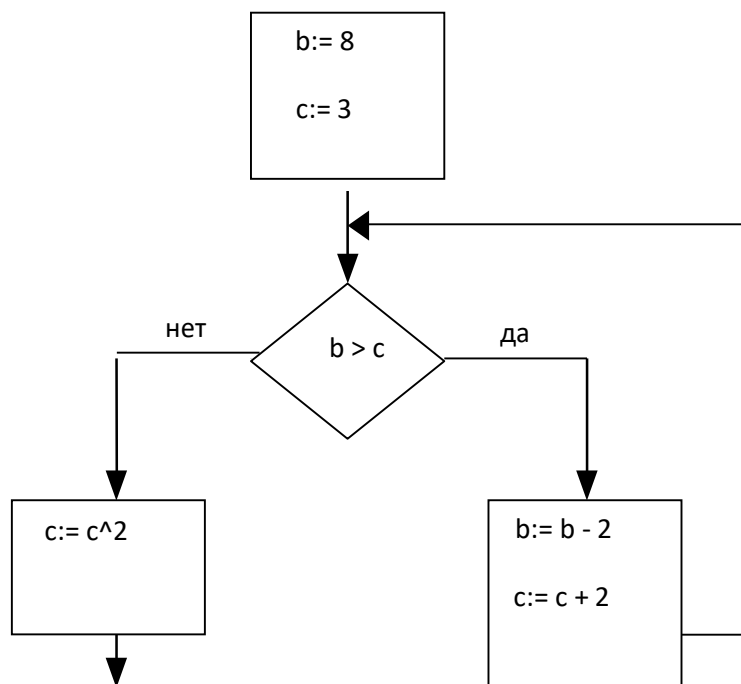 b:= 8
c:= 3
нет
b > c
да
c:= c^2
b:= b - 2
c:= c + 2